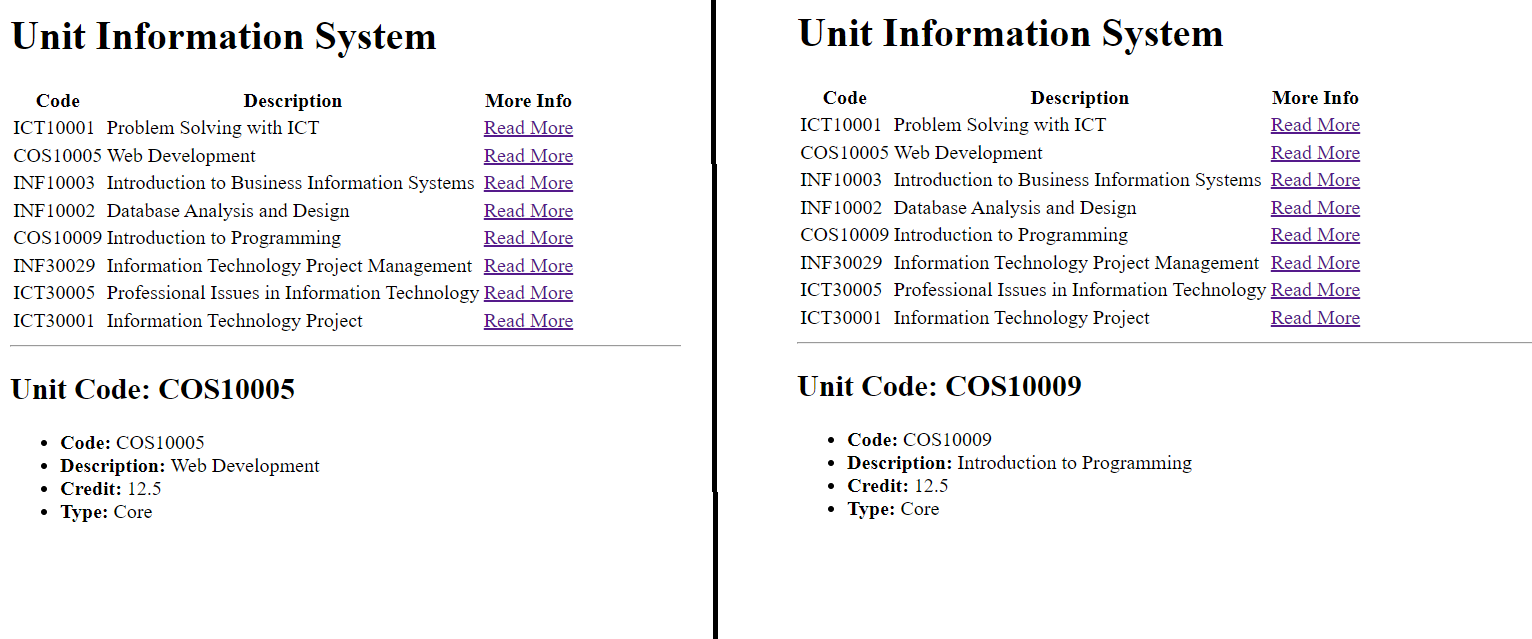 Unit Information System
Code Description More Info
ICT10001 Problem Solving with ICT Read More
COS10005 Web Development Read More
INF10003 Introduction to Business Information Systems Read More
INF10002 Database Analysis and Design Read More
COS10009 Introduction to Programming Read More
INF30029 Information Technology Project Management Read More
ICT30005 Professional Issues in Information Technology Read More
ICT30001 Information Technology Project Read More
Unit Code: COS10005
• Code: COS10005
• Description: Web Development
• Credit: 12.5
• Type: Core
Unit Information System
Code Description More Info
ICT10001 Problem Solving with ICT Read More
COS10005 Web Development Read More
INF10003 Introduction to Business Information Systems Read More
INF10002 Database Analysis and Design Read More
COS10009 Introduction to Programming Read More
INF30029 Information Technology Project Management Read More
ICT30005 Professional Issues in Information Technology Read More
ICT30001 Information Technology Project Read More
Unit Code: COS10009
• Code: COS10009
• Description: Introduction to Programming
• Credit: 12.5
• Type: Core